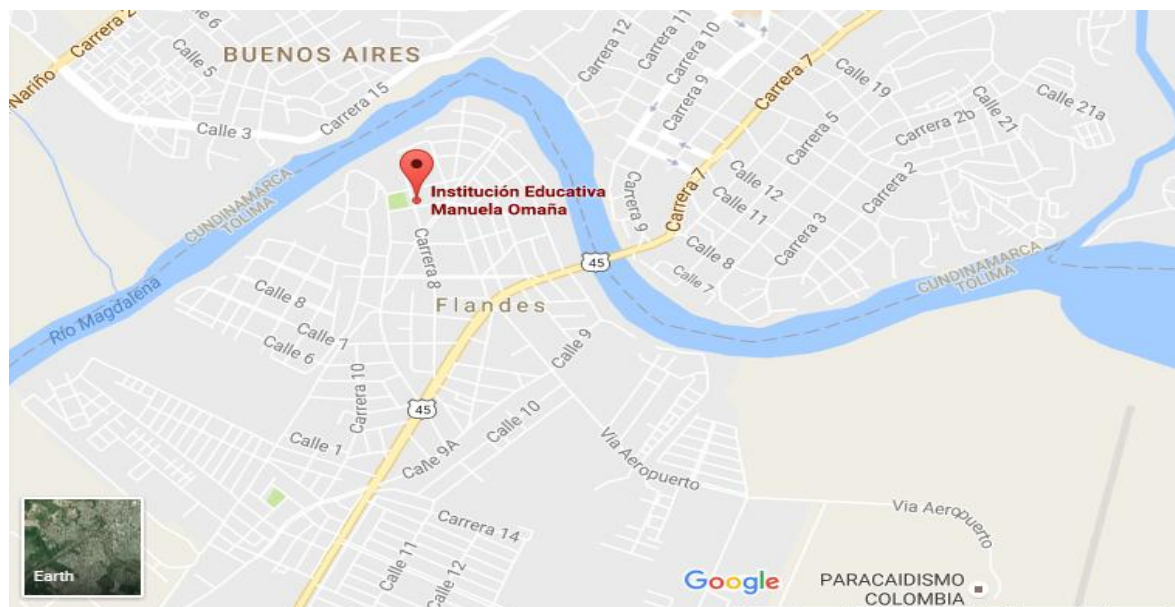 Nariño
Carrera 2
Calle 6
Calle 5
BUENOS AIRES
Carrera 15
Calle 3
Carrera 12
Carrera 11
Carrera 10
Carrera 9
Carrera 7
Calle 19
Carrera 5
Carrera 2b
Calle 21
Calle 21a
Calle 12
Calle 11
Carrera 2
Carrera 3
Carrera 9
Carrera 7
Calle 8
Calle 7
CUNDINAMARCA
TOLIMA
CUNDINAMARCA
TOLIMA
Institución Educativa
Manuela Omaña
Carrera 8
45
Río Magdalena
Flandes
Calle 8
Calle 7
Calle 6
Carrera 10
Calle 9
45
Calle 1
Calle 10
Calle 9A
Vía Aeropuerto
Via Aeropuerto
Carrera 14
Calle 11
Calle 12
Earth
Google
PARACAIDISMO
COLOMBIA